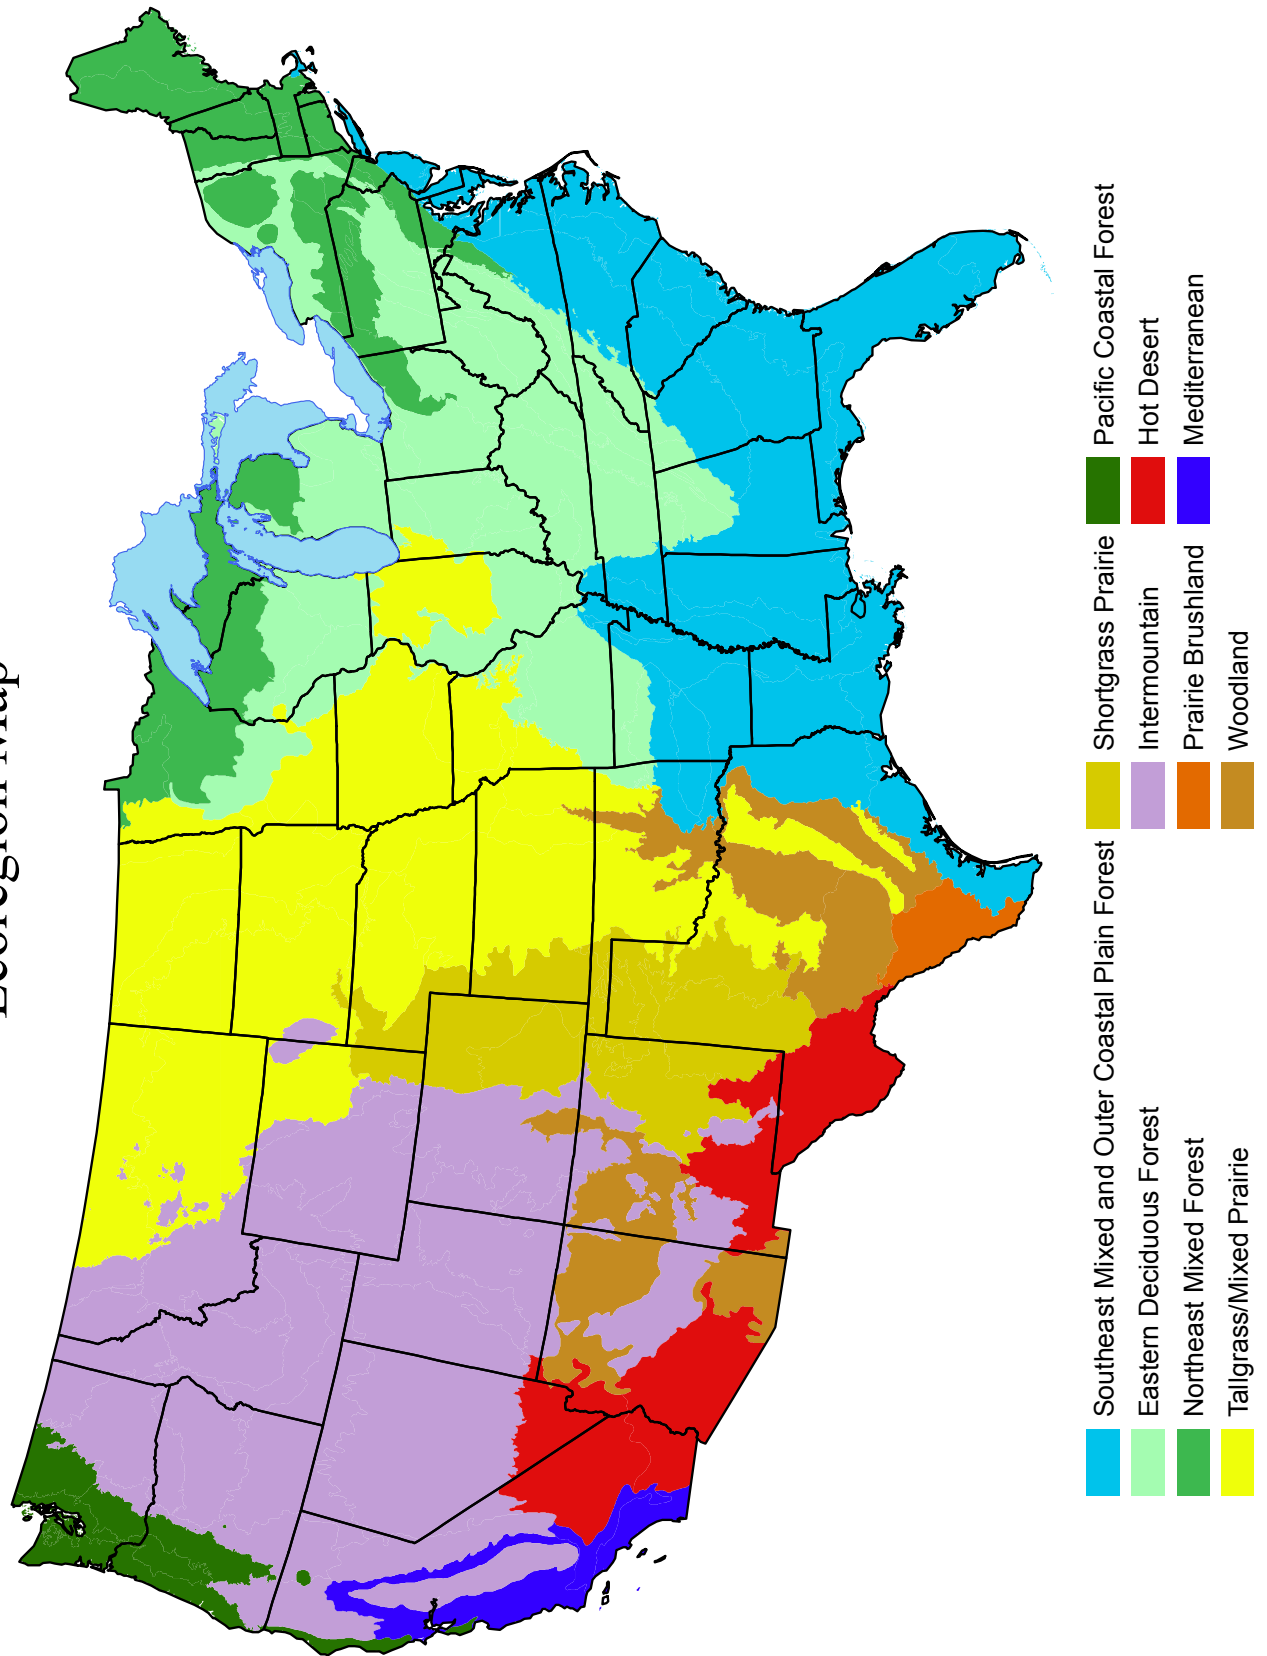 Ecoregion Map
Southeast Mixed and Outer Coastal Plain Forest
Eastern Deciduous Forest
Northeast Mixed Forest
Tallgrass/Mixed Prairie
Shortgrass Prairie
Intermountain
Prairie Brushland
Woodland
Pacific Coastal Forest
Hot Desert
Mediterranean